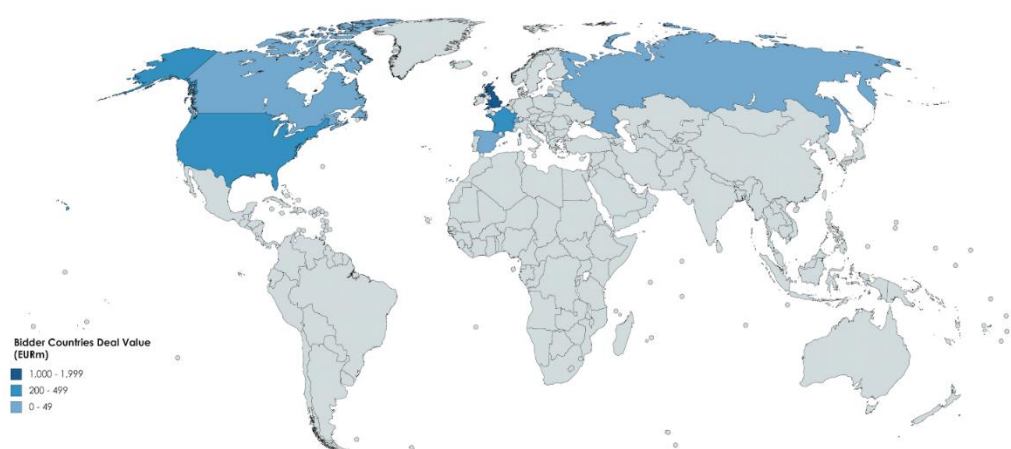 Bidder Countries Deal Value
(EURm)
1,000 - 1,999
200 - 499
0 - 49